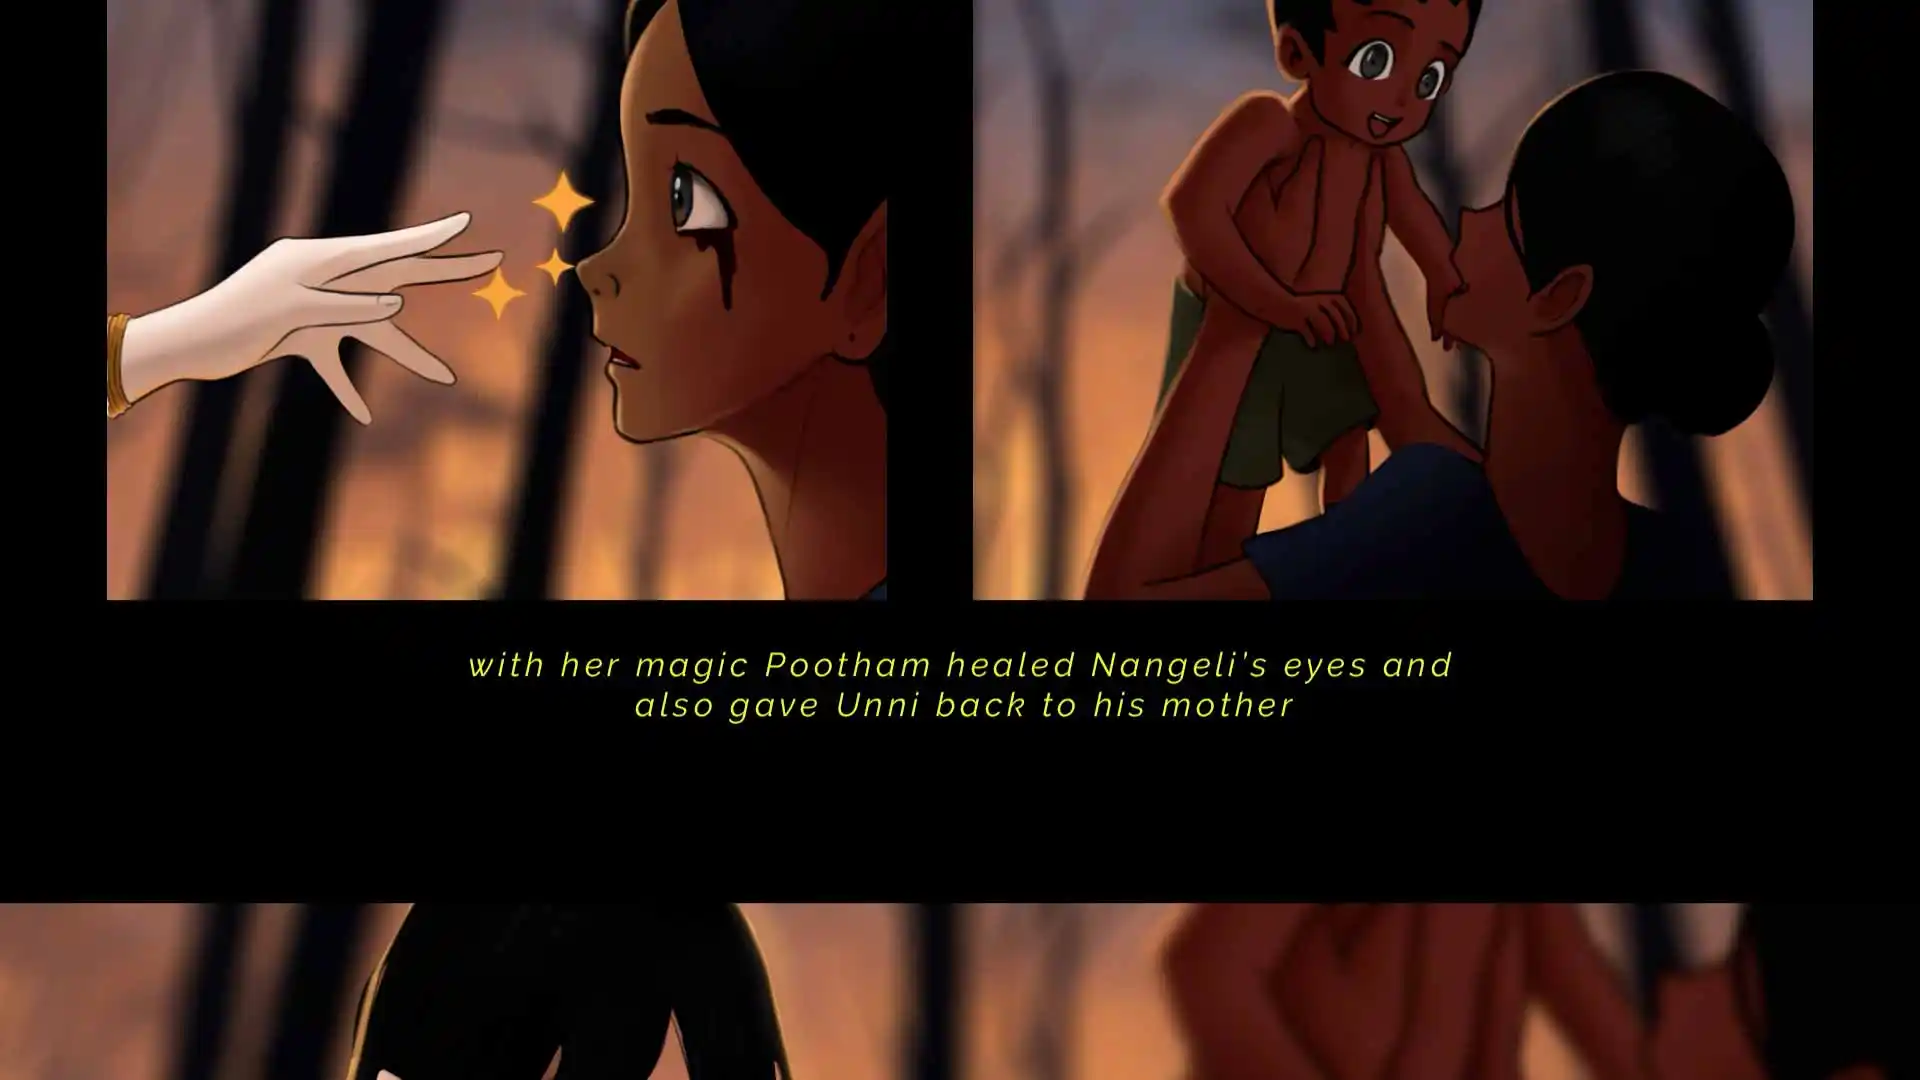 with her magic Pootham healed Nangeli's eyes and
also gave Unni back to his mother